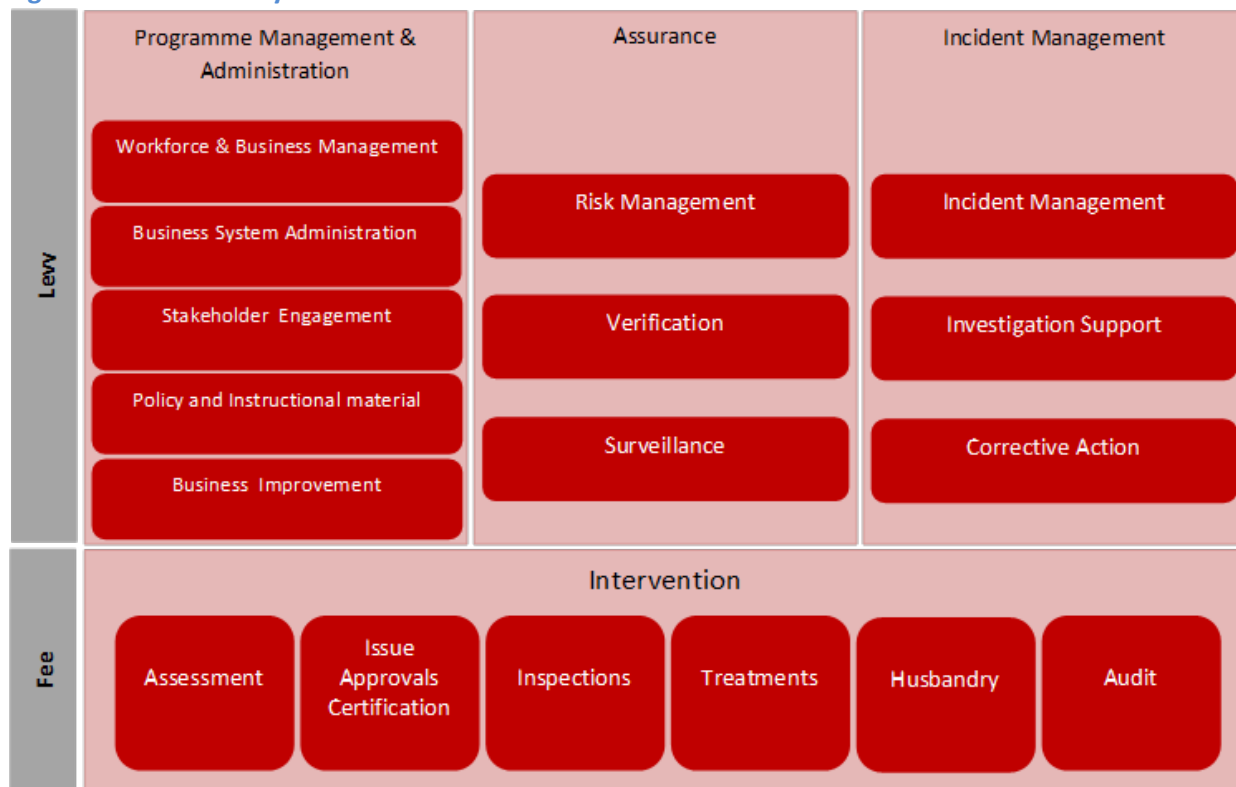 Programme Management &
Administration
Workforce & Business Management
Business System Administration
Stakeholder Engagement
Policy and Instructional material
Business Improvement
Assurance
Risk Management
Verification
Surveillance
Incident Management
Incident Management
Investigation Support
Corrective Action
Levy
Intervention
Assessment
Issue
Approvals
Certification
Inspections
Treatments
Husbandry
Audit
Fee